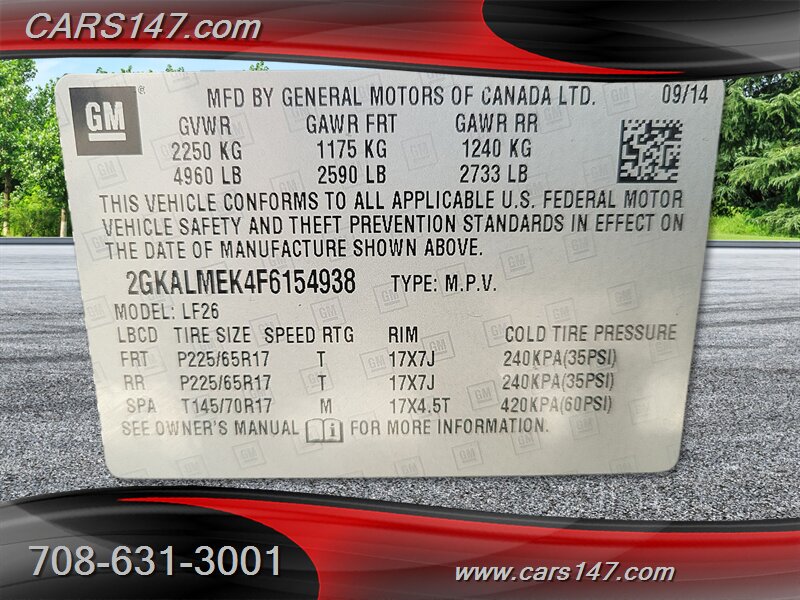 CARS147.com
GM ® MFD BY GENERAL MOTORS OF CANADA LTD. 09/14
GVWR GAWR FRT GAWR RR
2250 KG 1175 KG 1240 KG
4960 LB 2590 LB 2733 LB
THIS VEHICLE CONFORMS TO ALL APPLICABLE U.S. FEDERAL MOTOR
VEHICLE SAFETY AND THEFT PREVENTION STANDARDS IN EFFECT ON
THE DATE OF MANUFACTURE SHOWN ABOVE.
2GKALMEK4F6154938 TYPE: M.P.V.
MODEL: LF26
LBCD TIRE SIZE SPEED RTG RIM COLD TIRE PRESSURE
FRT P225/65R17 T 17X7J 240KPA(35PSI)
RR P225/65R17 T 17X7J 240KPA(35PSI)
SPA T145/70R17 M 17X4.5T 420KPA(60PSI)
SEE OWNER'S MANUAL FOR MORE INFORMATION.
708-631-3001
www.cars147.com